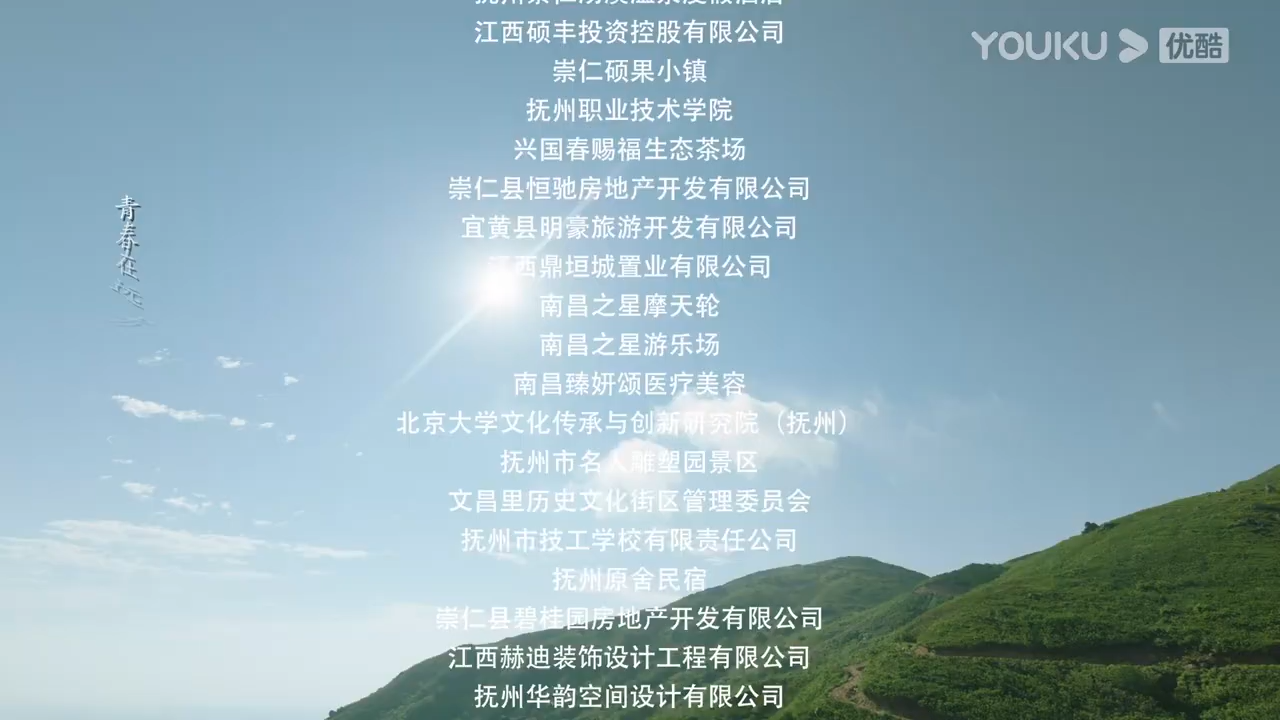 江西硕丰投资控股有限公司
崇仁硕果小镇
抚州职业技术学院
兴国春赐福生态茶场
崇仁县恒驰房地产开发有限公司
宜黄县明豪旅游开发有限公司
江西鼎垣城置业有限公司
南昌之星摩天轮
南昌之星游乐场
南昌臻妍颂医疗美容
北京大学文化传承与创新研究院（抚州）
抚州市名人雕塑园景区
文昌里历史文化街区管理委员会
抚州市技工学校有限责任公司
抚州原舍民宿
崇仁县碧桂园房地产开发有限公司
江西赫迪装饰设计工程有限公司
抚州华韵空间设计有限公司
YOUKU 优酷
青春在